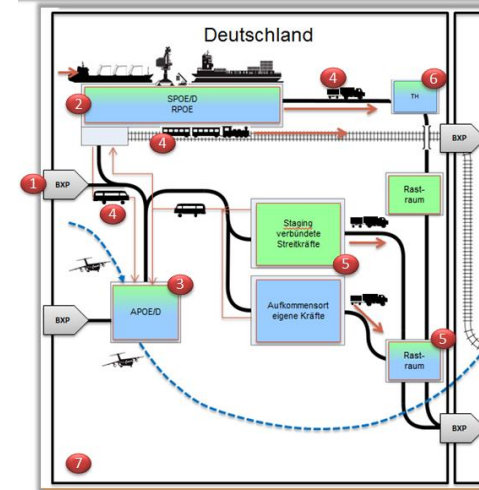 Deutschland
4
6
2
SPOE/D
RPOE
TH
4
BXP
1
BXP
4
Rast-
raum
Staging
verbündete
Streitkräfte
3
5
APOE/D
Aufkommensort
eigene Kräfte
BXP
5
Rast-
raum
BXP
7